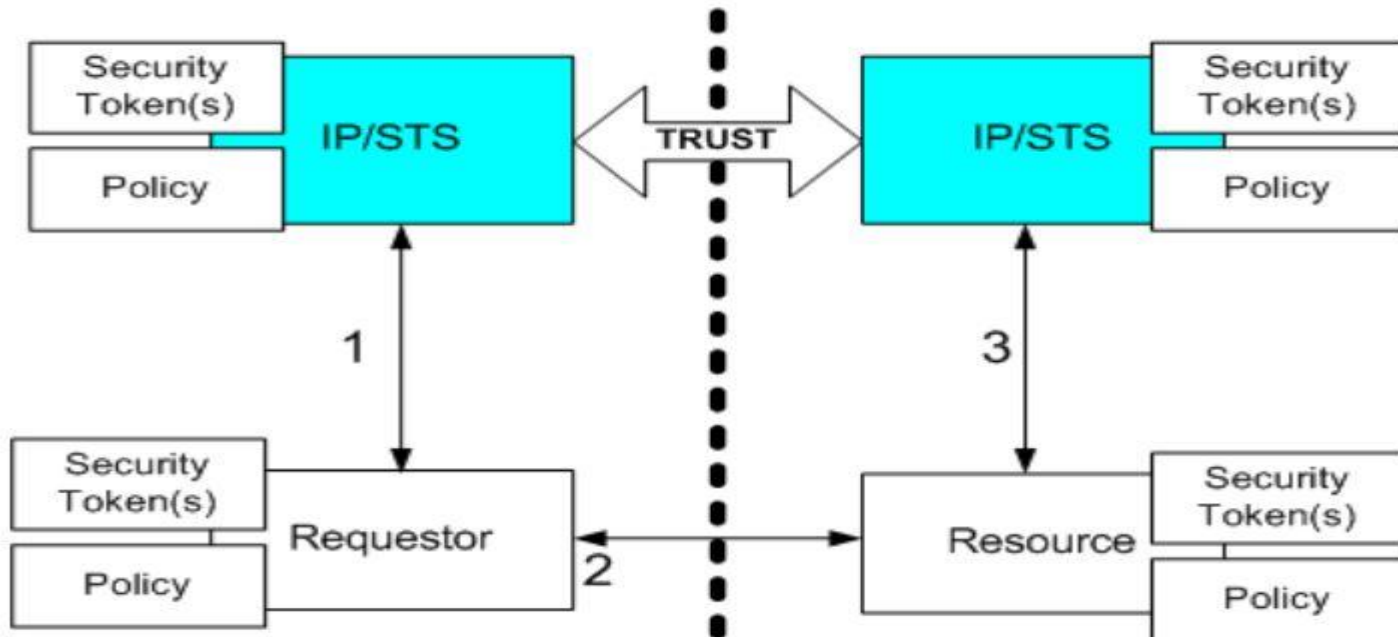 Security
Token(s)
Policy
IP/STS
TRUST
IP/STS
Security
Token(s)
Policy
1
3
Security
Token(s)
Policy
Requestor
2
Resource
Security
Token(s)
Policy